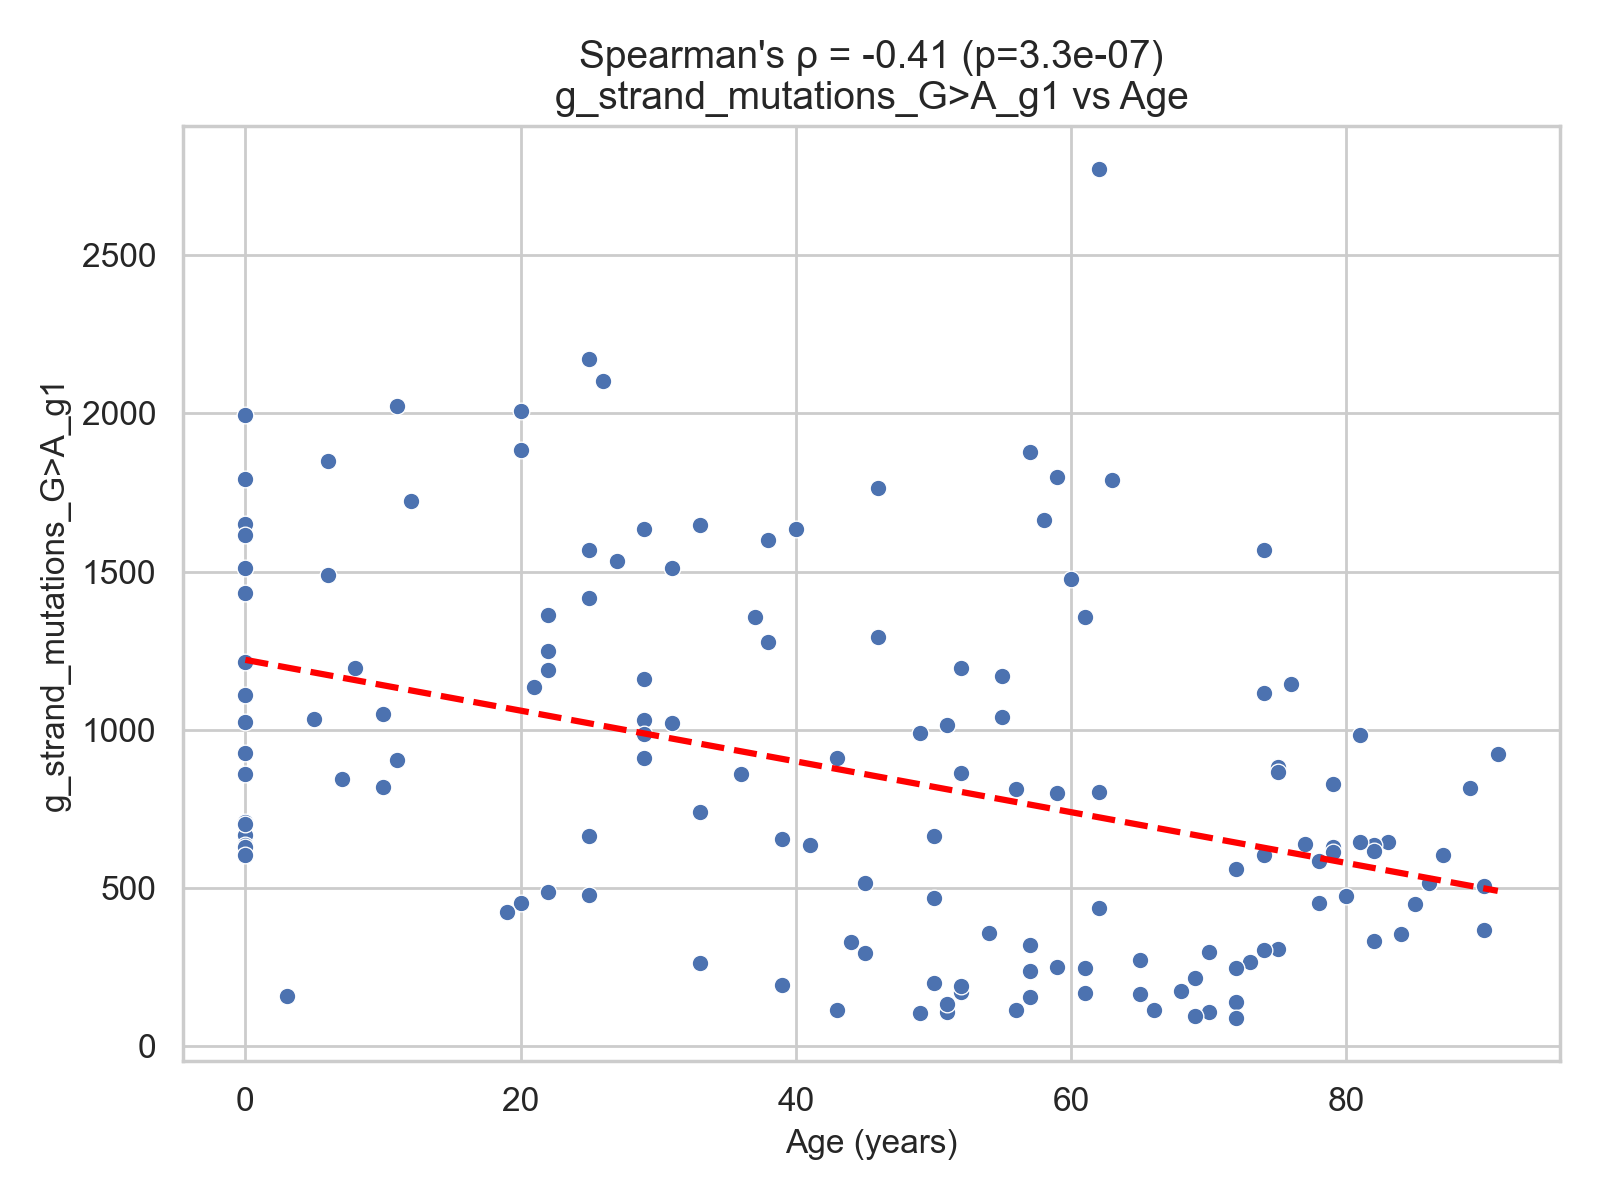 Spearman's ρ = -0.41 (p=3.3e-07)
g_strand_mutations_G>A_g1 vs Age
g_strand_mutations_G>A_g1
2500
2000
1500
1000
500
0
0 20 40 60 80
Age (years)